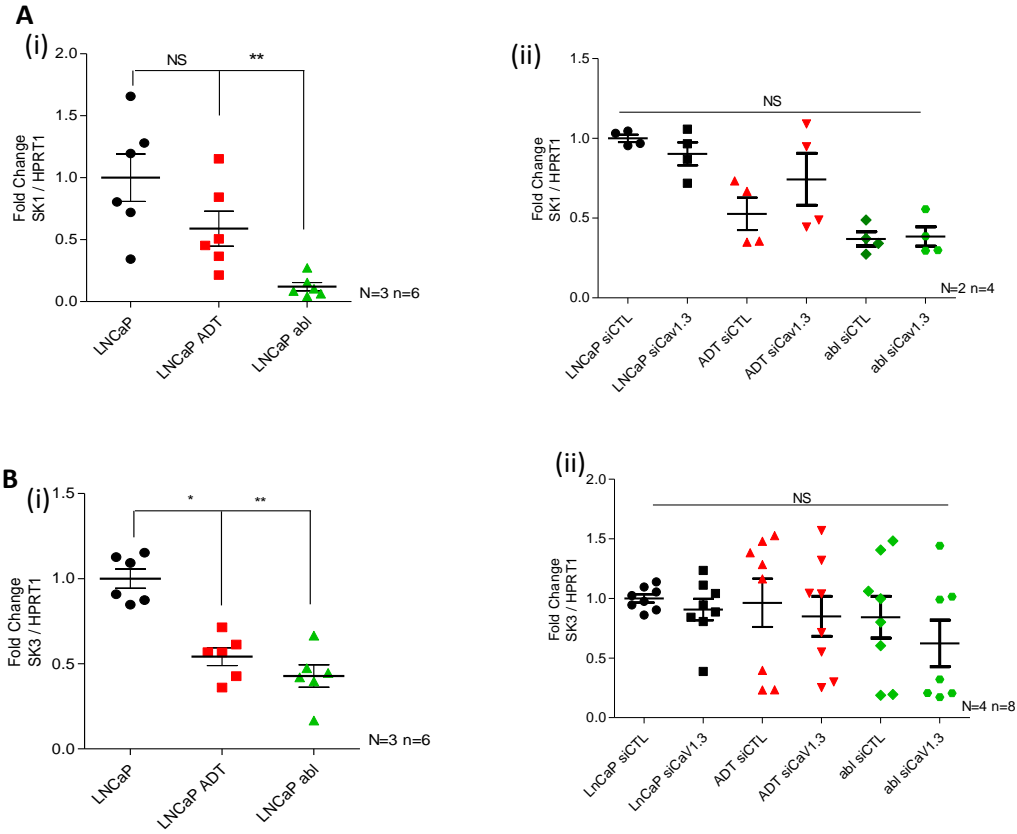 A
(i)
2.0
1.5
1.0
0.5
0.0
Fold Change
SK1 / HPRT1
NS
**
N=3 n=6
LNCaP
LNCaP ADT
LNCaP abl
(ii)
1.5
1.0
0.5
0.0
Fold Change
SK1 / HPRT1
NS
N=2 n=4
LNCaP siCTL
LNCaP siCav1.3
ADT siCTL
ADT siCav1.3
abl siCTL
abl siCav1.3
B
(i)
1.5
1.0
0.5
0.0
Fold Change
SK3 / HPRT1
*
**
N=3 n=6
LNCaP
LNCaP ADT
LNCaP abl
(ii)
2.0
1.5
1.0
0.5
0.0
Fold Change
SK3 / HPRT1
NS
N=4 n=8
LnCaP siCTL
LnCaP siCaV1.3
ADT siCTL
ADT siCaV1.3
abl siCTL
abl siCaV1.3